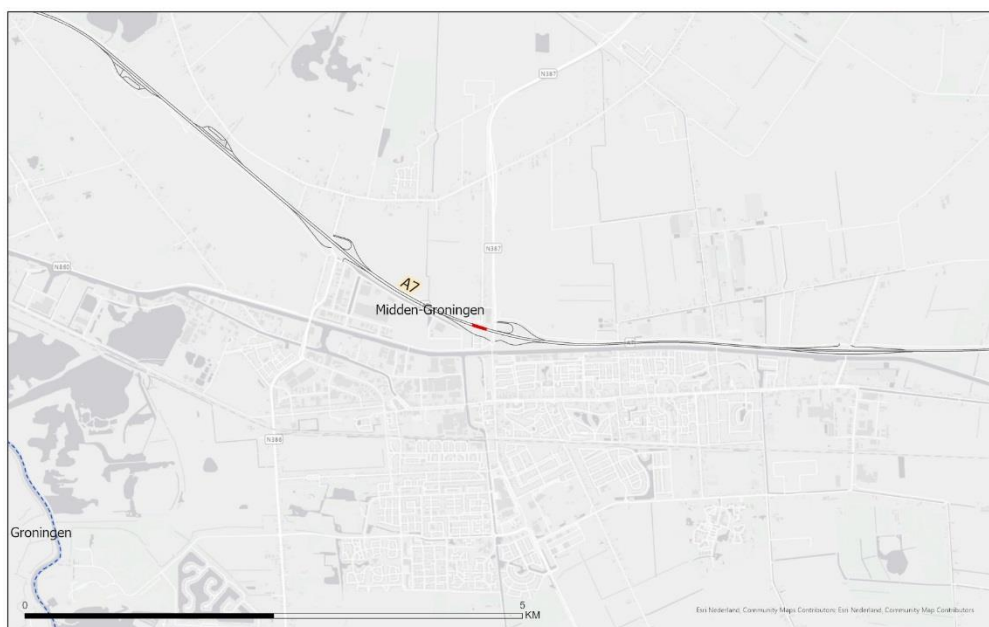 N387
N387
N860
A7
Midden-Groningen
N386
Groningen
0
5
KM
Esri Nederland, Community Maps Contributors; Esri Nederland, Community Map Contributors